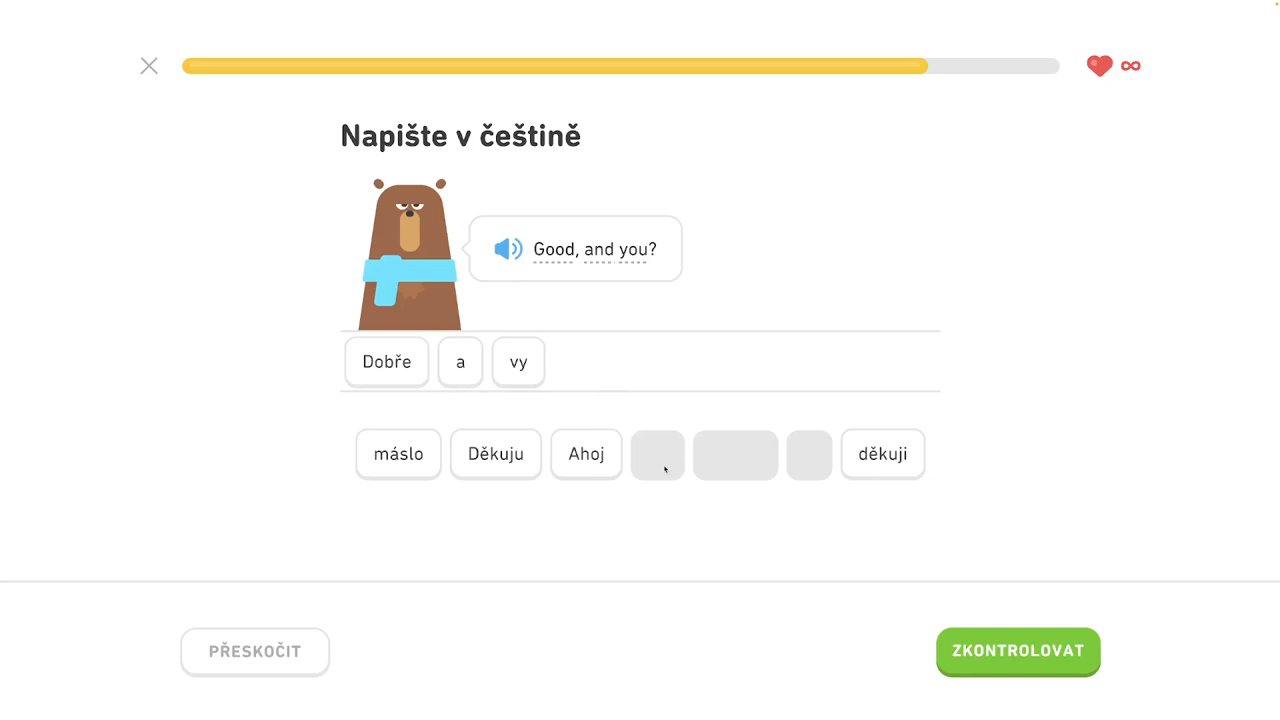 Napište v češtině
Good, and you?
Dobře a vy
máslo Děkuju Ahoj děkuji
PŘESKOČIT ZKONTROLOVAT